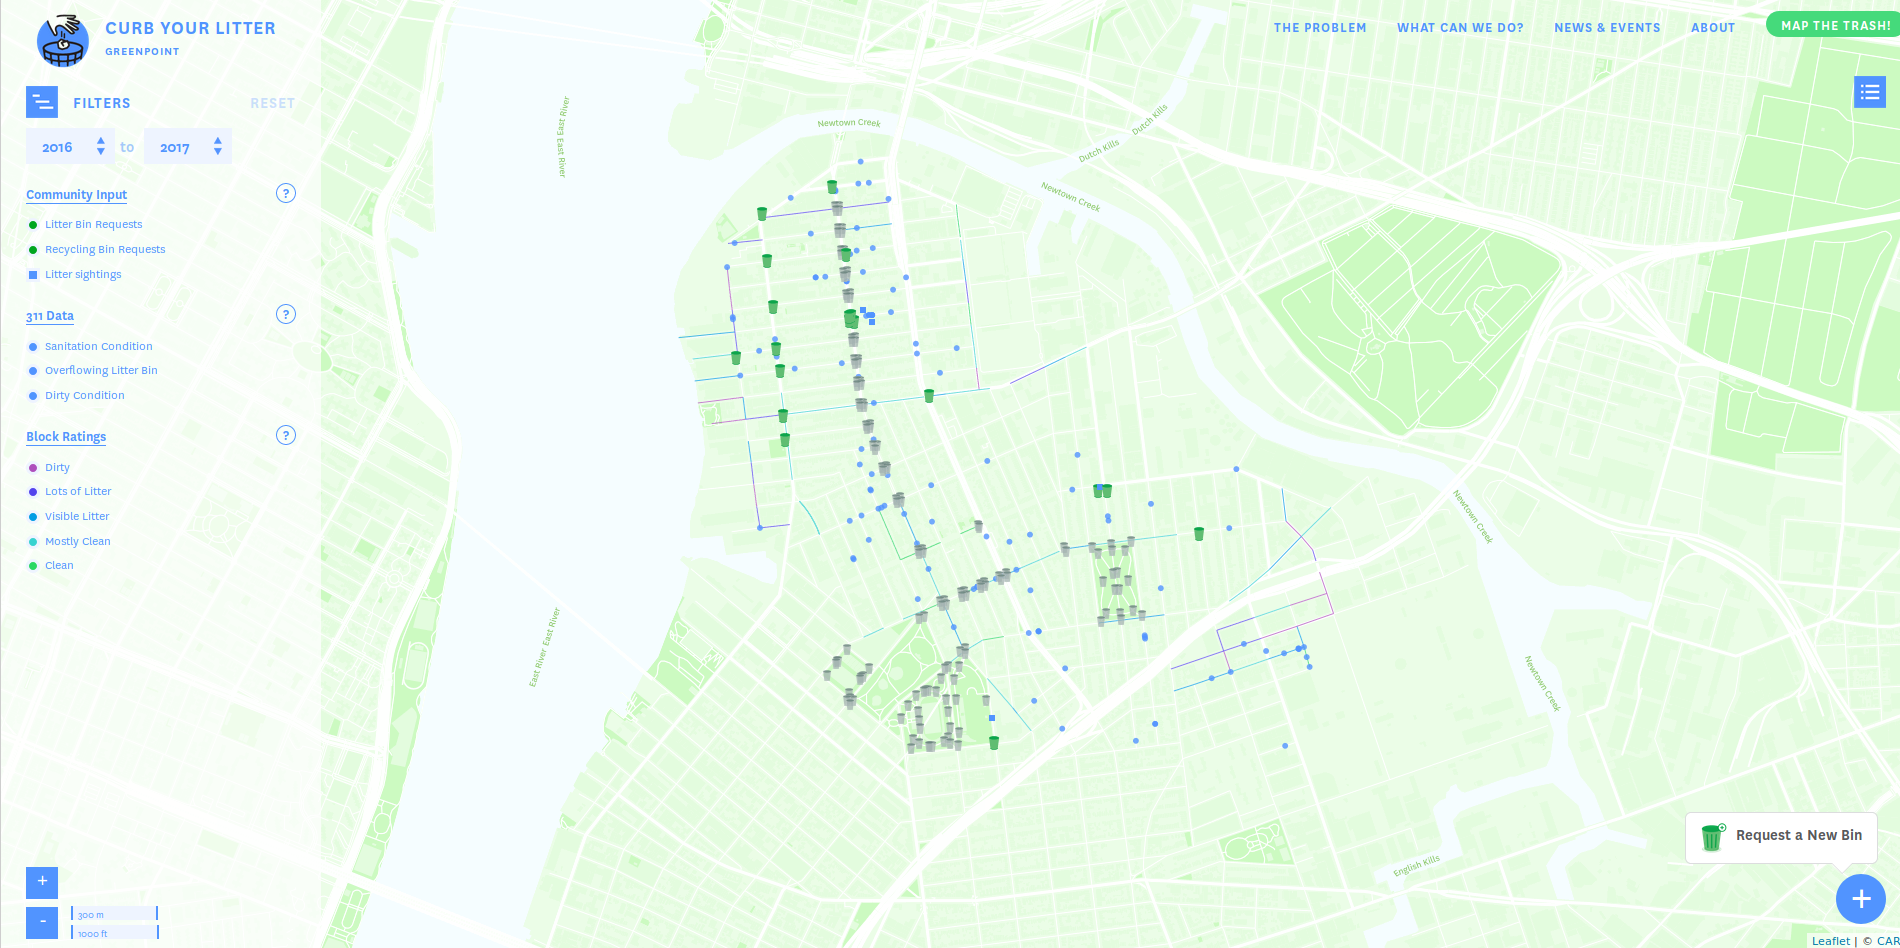 CURB YOUR LITTER
GREENPOINT
THE PROBLEM
WHAT CAN WE DO?
NEWS & EVENTS
ABOUT
MAP THE TRASH!
FILTERS
RESET
2016
to
2017
Community Input
?
Litter Bin Requests
Recycling Bin Requests
Litter sightings
311 Data
?
Sanitation Condition
Overflowing Litter Bin
Dirty Condition
Block Ratings
?
Dirty
Lots of Litter
Visible Litter
Mostly Clean
Clean
East River East River
East River
Newtown Creek
Dutch Kills
Dutch Kills
Newtown Creek
Newtown Creek
East River East River
Newtown Creek
English Kills
Request a New Bin
+
+
-
300 m
1000 ft
Leaflet | © CAR